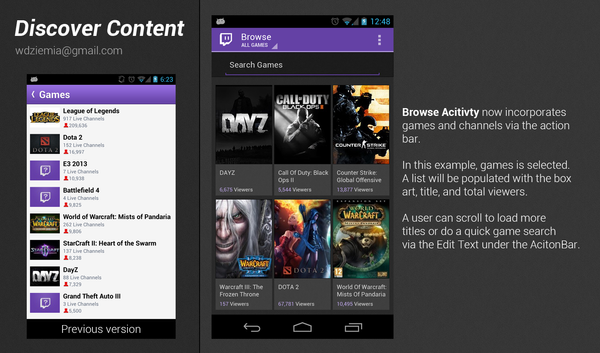 Discover Content
wdziemia@gmail.com
6:23
Games
League of Legends
917 Live Channels
209,636
Dota 2
152 Live Channels
16,997
E3 2013
7 Live Channels
10,938
Battlefield 4
4 Live Channels
9,825
World of Warcraft: Mists of Pandaria
262 Live Channels
9,806
StarCraft II: Heart of the Swarm
137 Live Channels
8,238
DayZ
88 Live Channels
7,329
Grand Theft Auto III
3 Live Channels
5,500
Previous version
12:48
Browse
ALL GAMES
Search Games
DAYZ
CALL OF DUTY
BLACK OPS II
COUNTER STRIKE
DAYZ
6,675 Viewers
Call Of Duty: Black
Ops II
5,544 Viewers
Counter Strike:
Global Offensive
13,877 Viewers
WARCRAFT
DOTA 2
EXPANSION SET
WORLD WARCRAFT
Warcraft III: The
Frozen Throne
157 Viewers
DOTA 2
67,781 Viewers
World Of Warcraft:
Mists Of Pandaria
10,495 Viewers
Browse Acitivty now incorporates
games and channels via the action
bar.
In this example, games is selected.
A list will be populated with the box
art, title, and total viewers.
A user can scroll to load more
titles or do a quick game search
via the Edit Text under the AcitonBar.